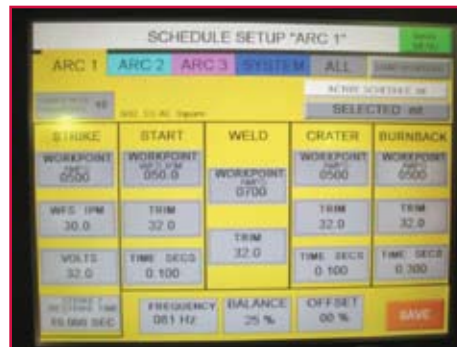 SCHEDULE SETUP "ARC 1"
MENU
ARC 1 ARC 2 ARC 3 SYSTEM ALL
SELECTED
STRIKE START WELD CRATER BURNBACK
WORKPOINT WORKPOINT WORKPOINT WORKPOINT WORKPOINT
0500 050.0 0700 0500 0500
WFS IPM TRIM TRIM TRIM
30.0 32.0 32.0 32.0
VOLTS TIME SECS TRIM TIME SECS TIME SECS
32.0 0.100 32.0 0.100 0.300
FREQUENCY BALANCE OFFSET
081 HZ 25 % 00 %
SAVE